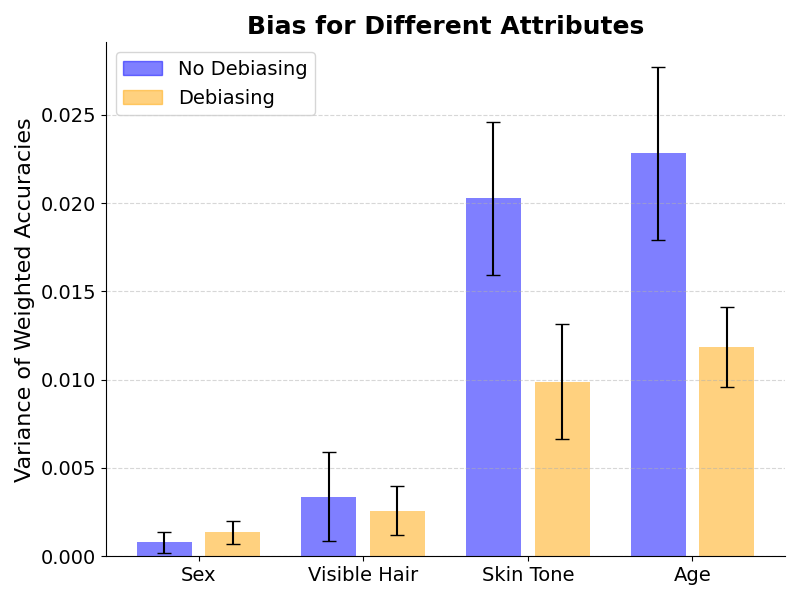 Bias for Different Attributes
No Debiasing
Debiasing
Variance of Weighted Accuracies
0.025
0.020
0.015
0.010
0.005
0.000
Sex
Visible Hair
Skin Tone
Age